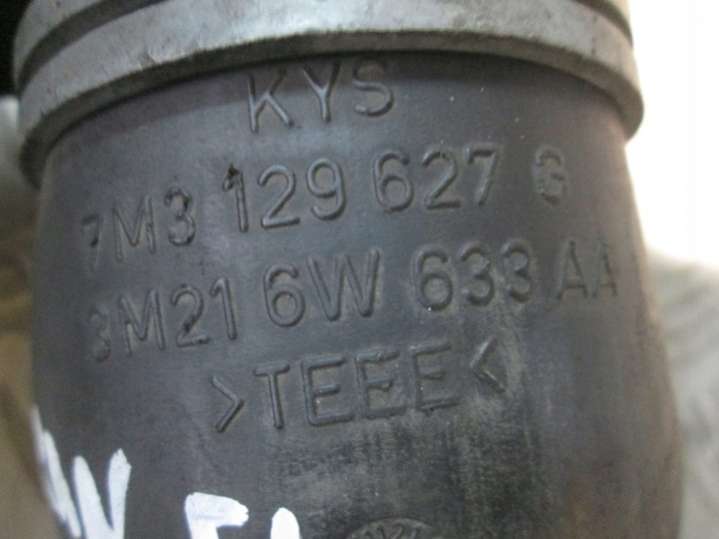 KYS
7M3 129 627 G
3M21 6W 633 AA
>TEEE<